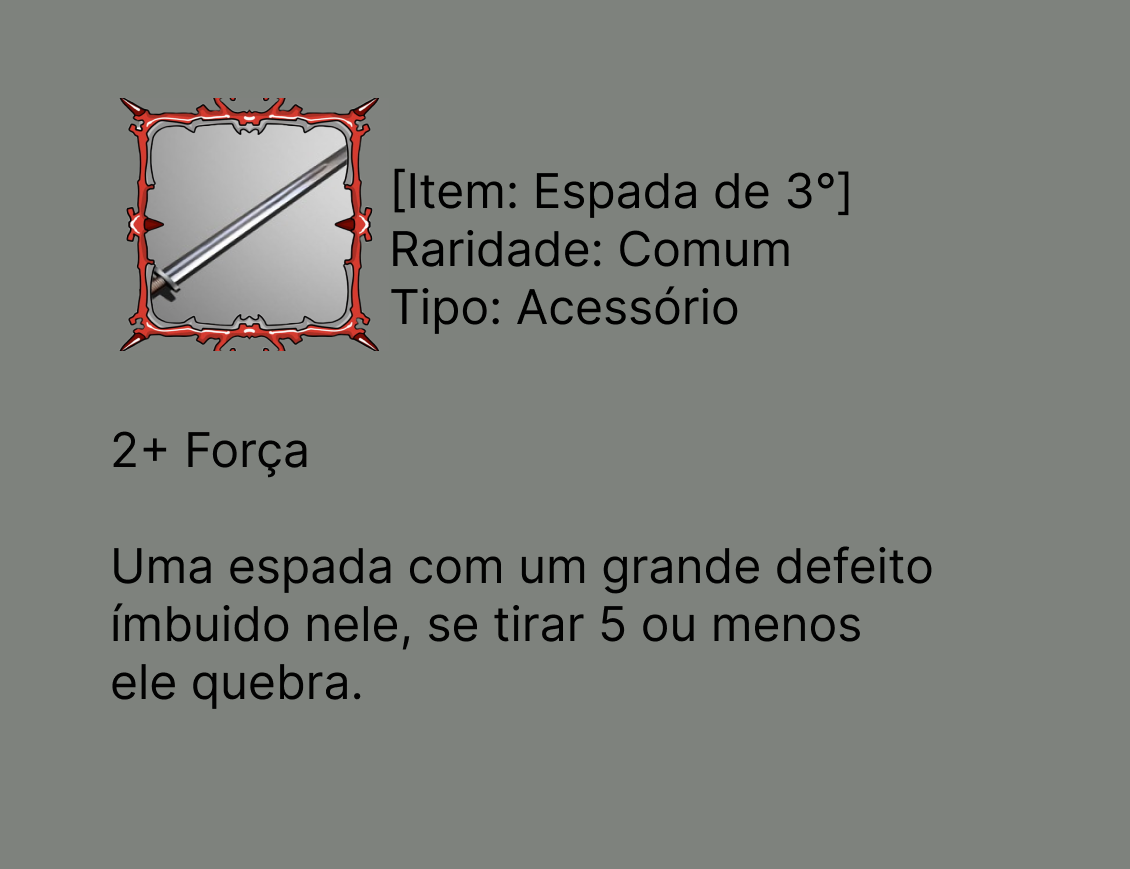 [Item: Espada de 3°]
Raridade: Comum
Tipo: Acessório
2+ Força
Uma espada com um grande defeito
ímbuido nele, se tirar 5 ou menos
ele quebra.